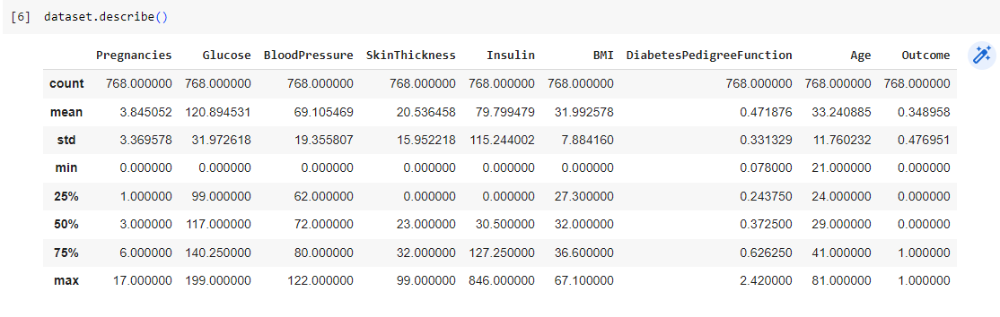 [6] dataset.describe()
Pregnancies Glucose BloodPressure SkinThickness Insulin BMI DiabetesPedigreeFunction Age Outcome
count 768.000000 768.000000 768.000000 768.000000 768.000000 768.000000 768.000000 768.000000 768.000000
mean 3.845052 120.894531 69.105469 20.536458 79.799479 31.992578 0.471876 33.240885 0.348958
std 3.369578 31.972618 19.355807 15.952218 115.244002 7.884160 0.331329 11.760232 0.476951
min 0.000000 0.000000 0.000000 0.000000 0.000000 0.000000 0.078000 21.000000 0.000000
25% 1.000000 99.000000 62.000000 0.000000 0.000000 27.300000 0.243750 24.000000 0.000000
50% 3.000000 117.000000 72.000000 23.000000 30.500000 32.000000 0.372500 29.000000 0.000000
75% 6.000000 140.250000 80.000000 32.000000 127.250000 36.600000 0.626250 41.000000 1.000000
max 17.000000 199.000000 122.000000 99.000000 846.000000 67.100000 2.420000 81.000000 1.000000